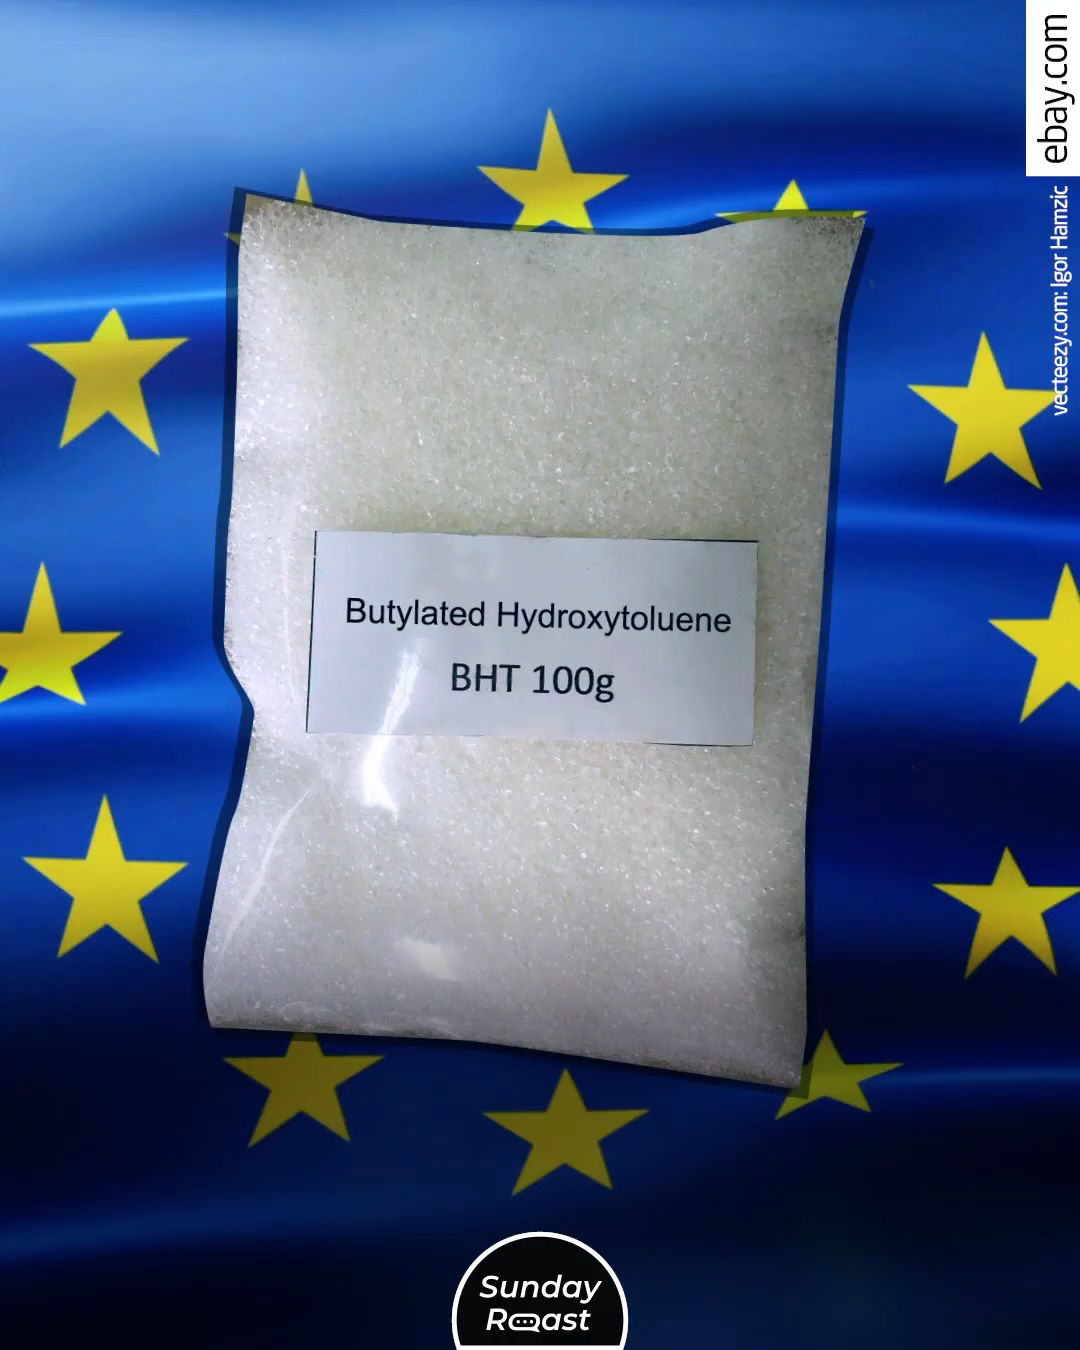 ebay.com
vecteezy.com: Igor Hamzic
Butylated Hydroxytoluene
BHT 100g
Sunday
Roast